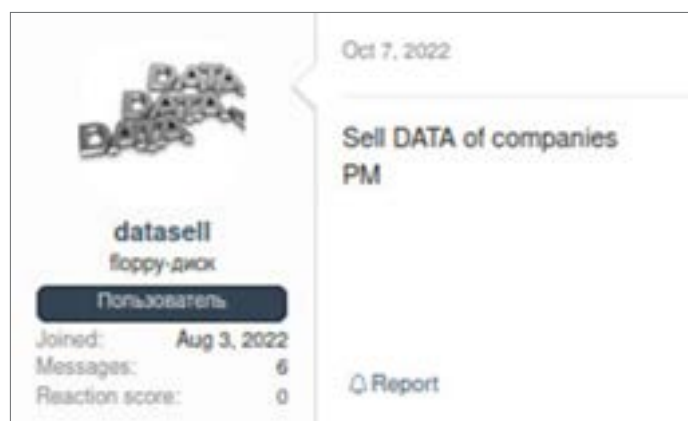 DATA
DATA
DATA
datasell
floppy-диск
Пользователь
Joined: Aug 3, 2022
Messages: 6
Reaction score: 0
Oct 7, 2022
Sell DATA of companies
PM
Report